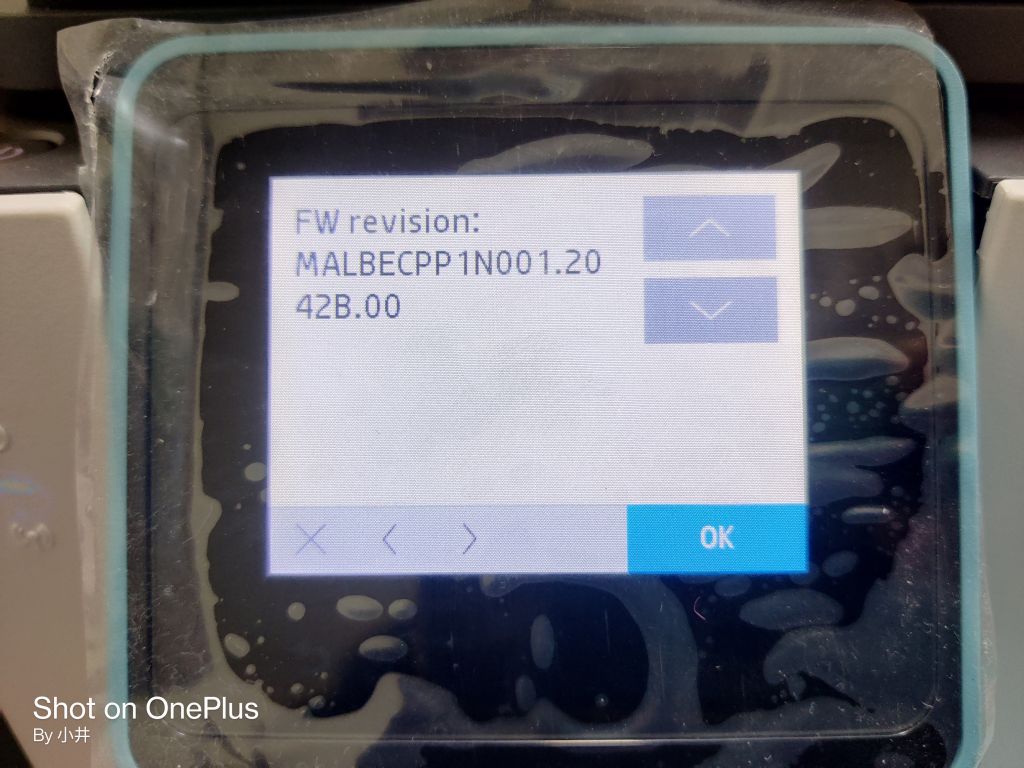 FW revision:
MALBECPP1N001.20
42B.00
OK
Shot on OnePlus
By 小井